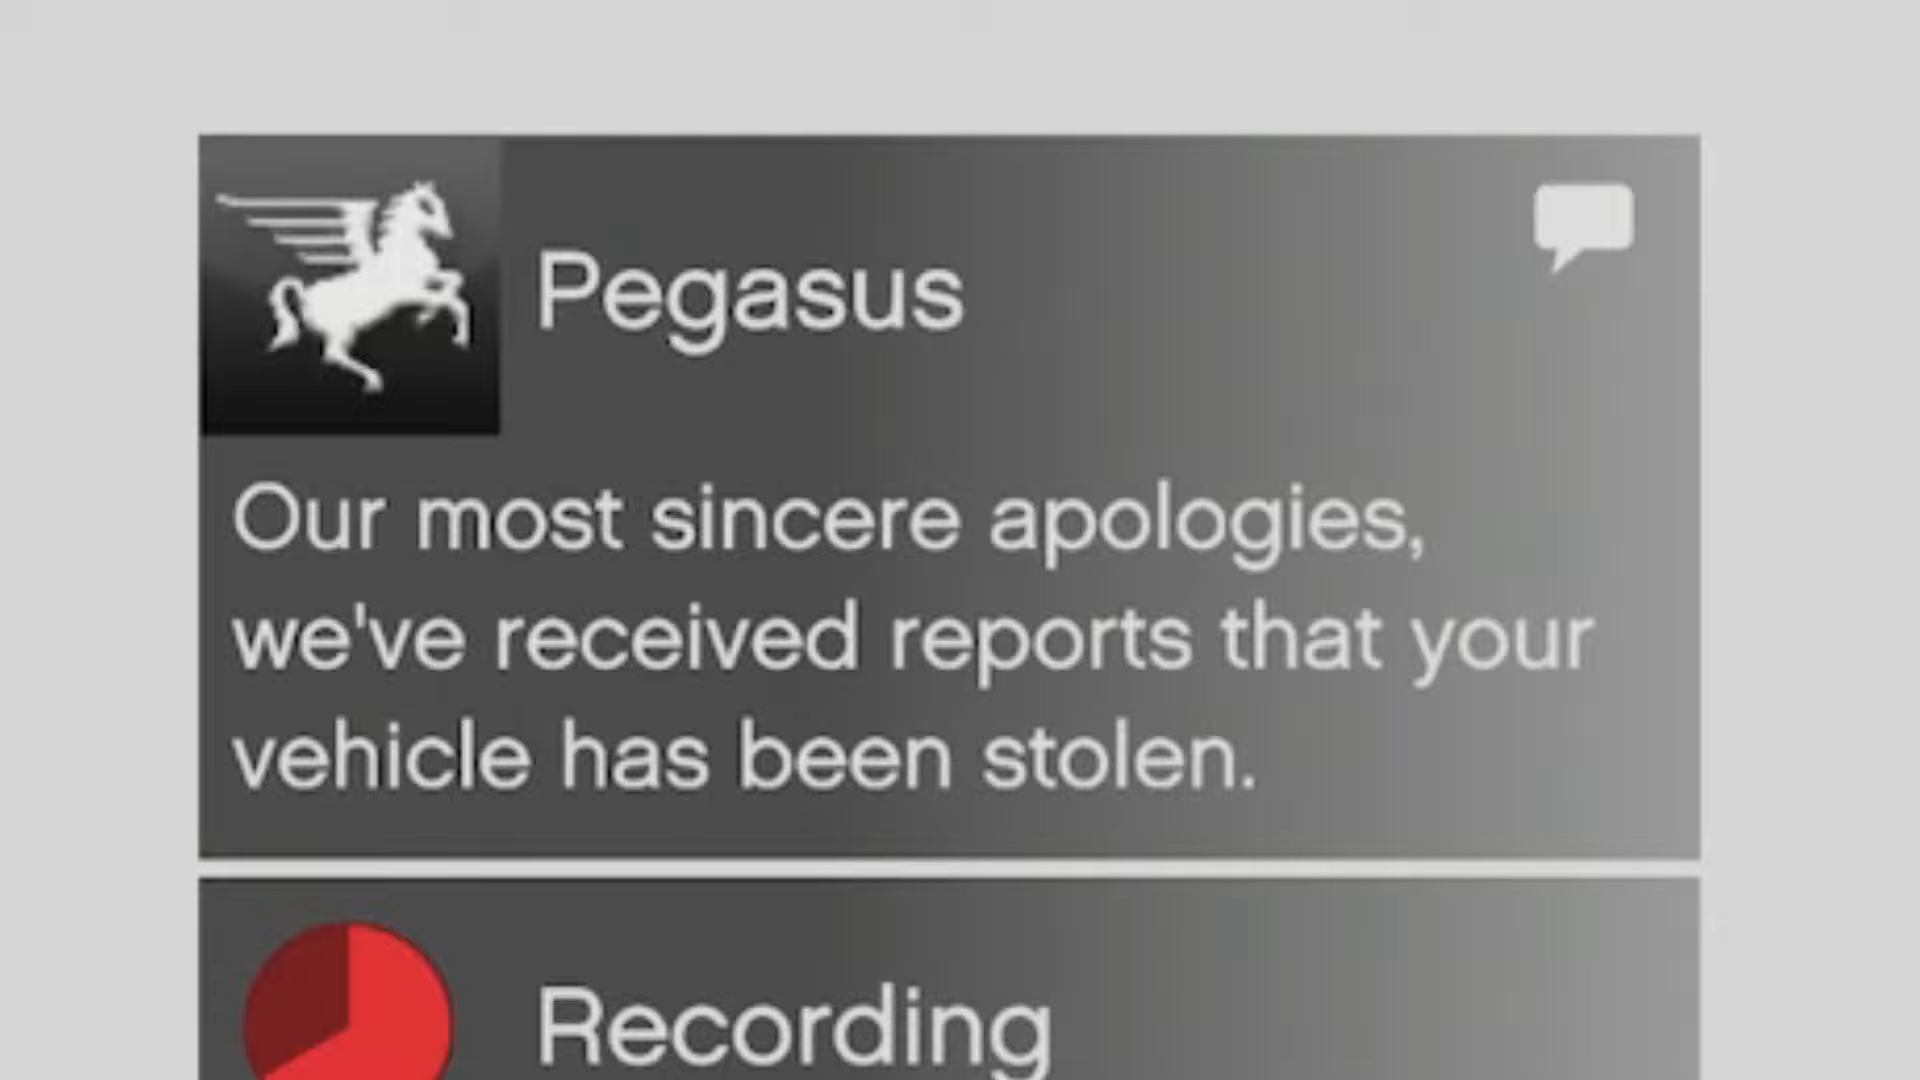 Pegasus
Our most sincere apologies,
we've received reports that your
vehicle has been stolen.
Recording